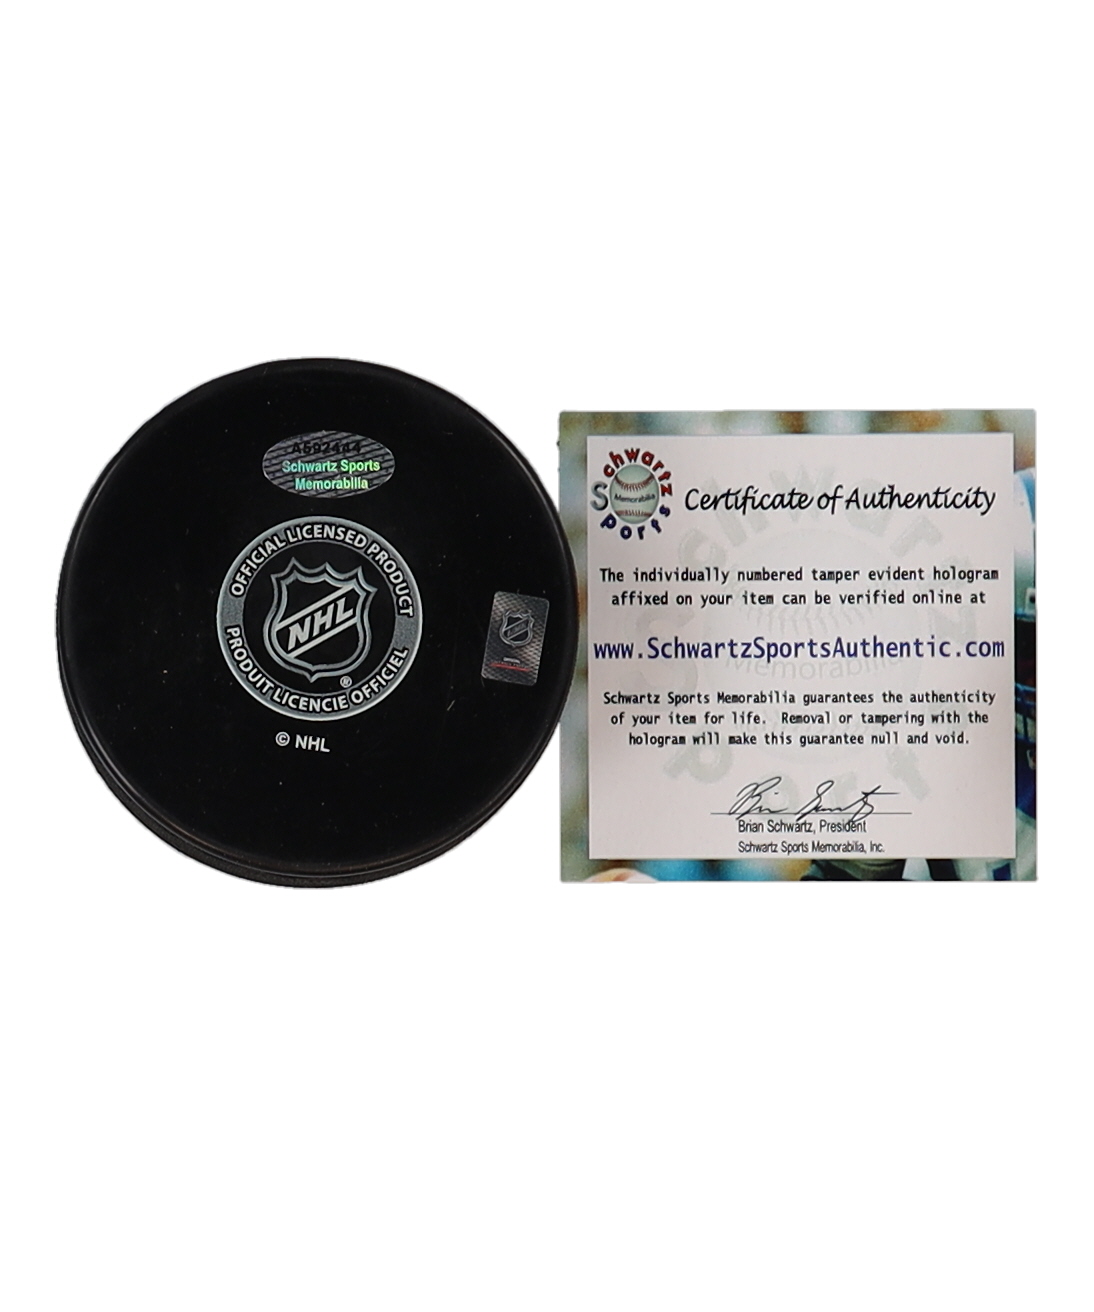 Schwartz Sports
Memorabilia
OFFICIAL LICENSED PRODUCT
NHL
®
PRODUIT LICENCIE OFFICIEL
© NHL
Schwartz
Sports
Memorabilia
Certificate of Authenticity
The individually numbered tamper evident hologram
affixed on your item can be verified online at
www.SchwartzSportsAuthentic.com
Schwartz Sports Memorabilia guarantees the authenticity
of your item for life. Removal or tampering with the
hologram will make this guarantee null and void.
Brian Schwartz, President
Schwartz Sports Memorabilia, Inc.